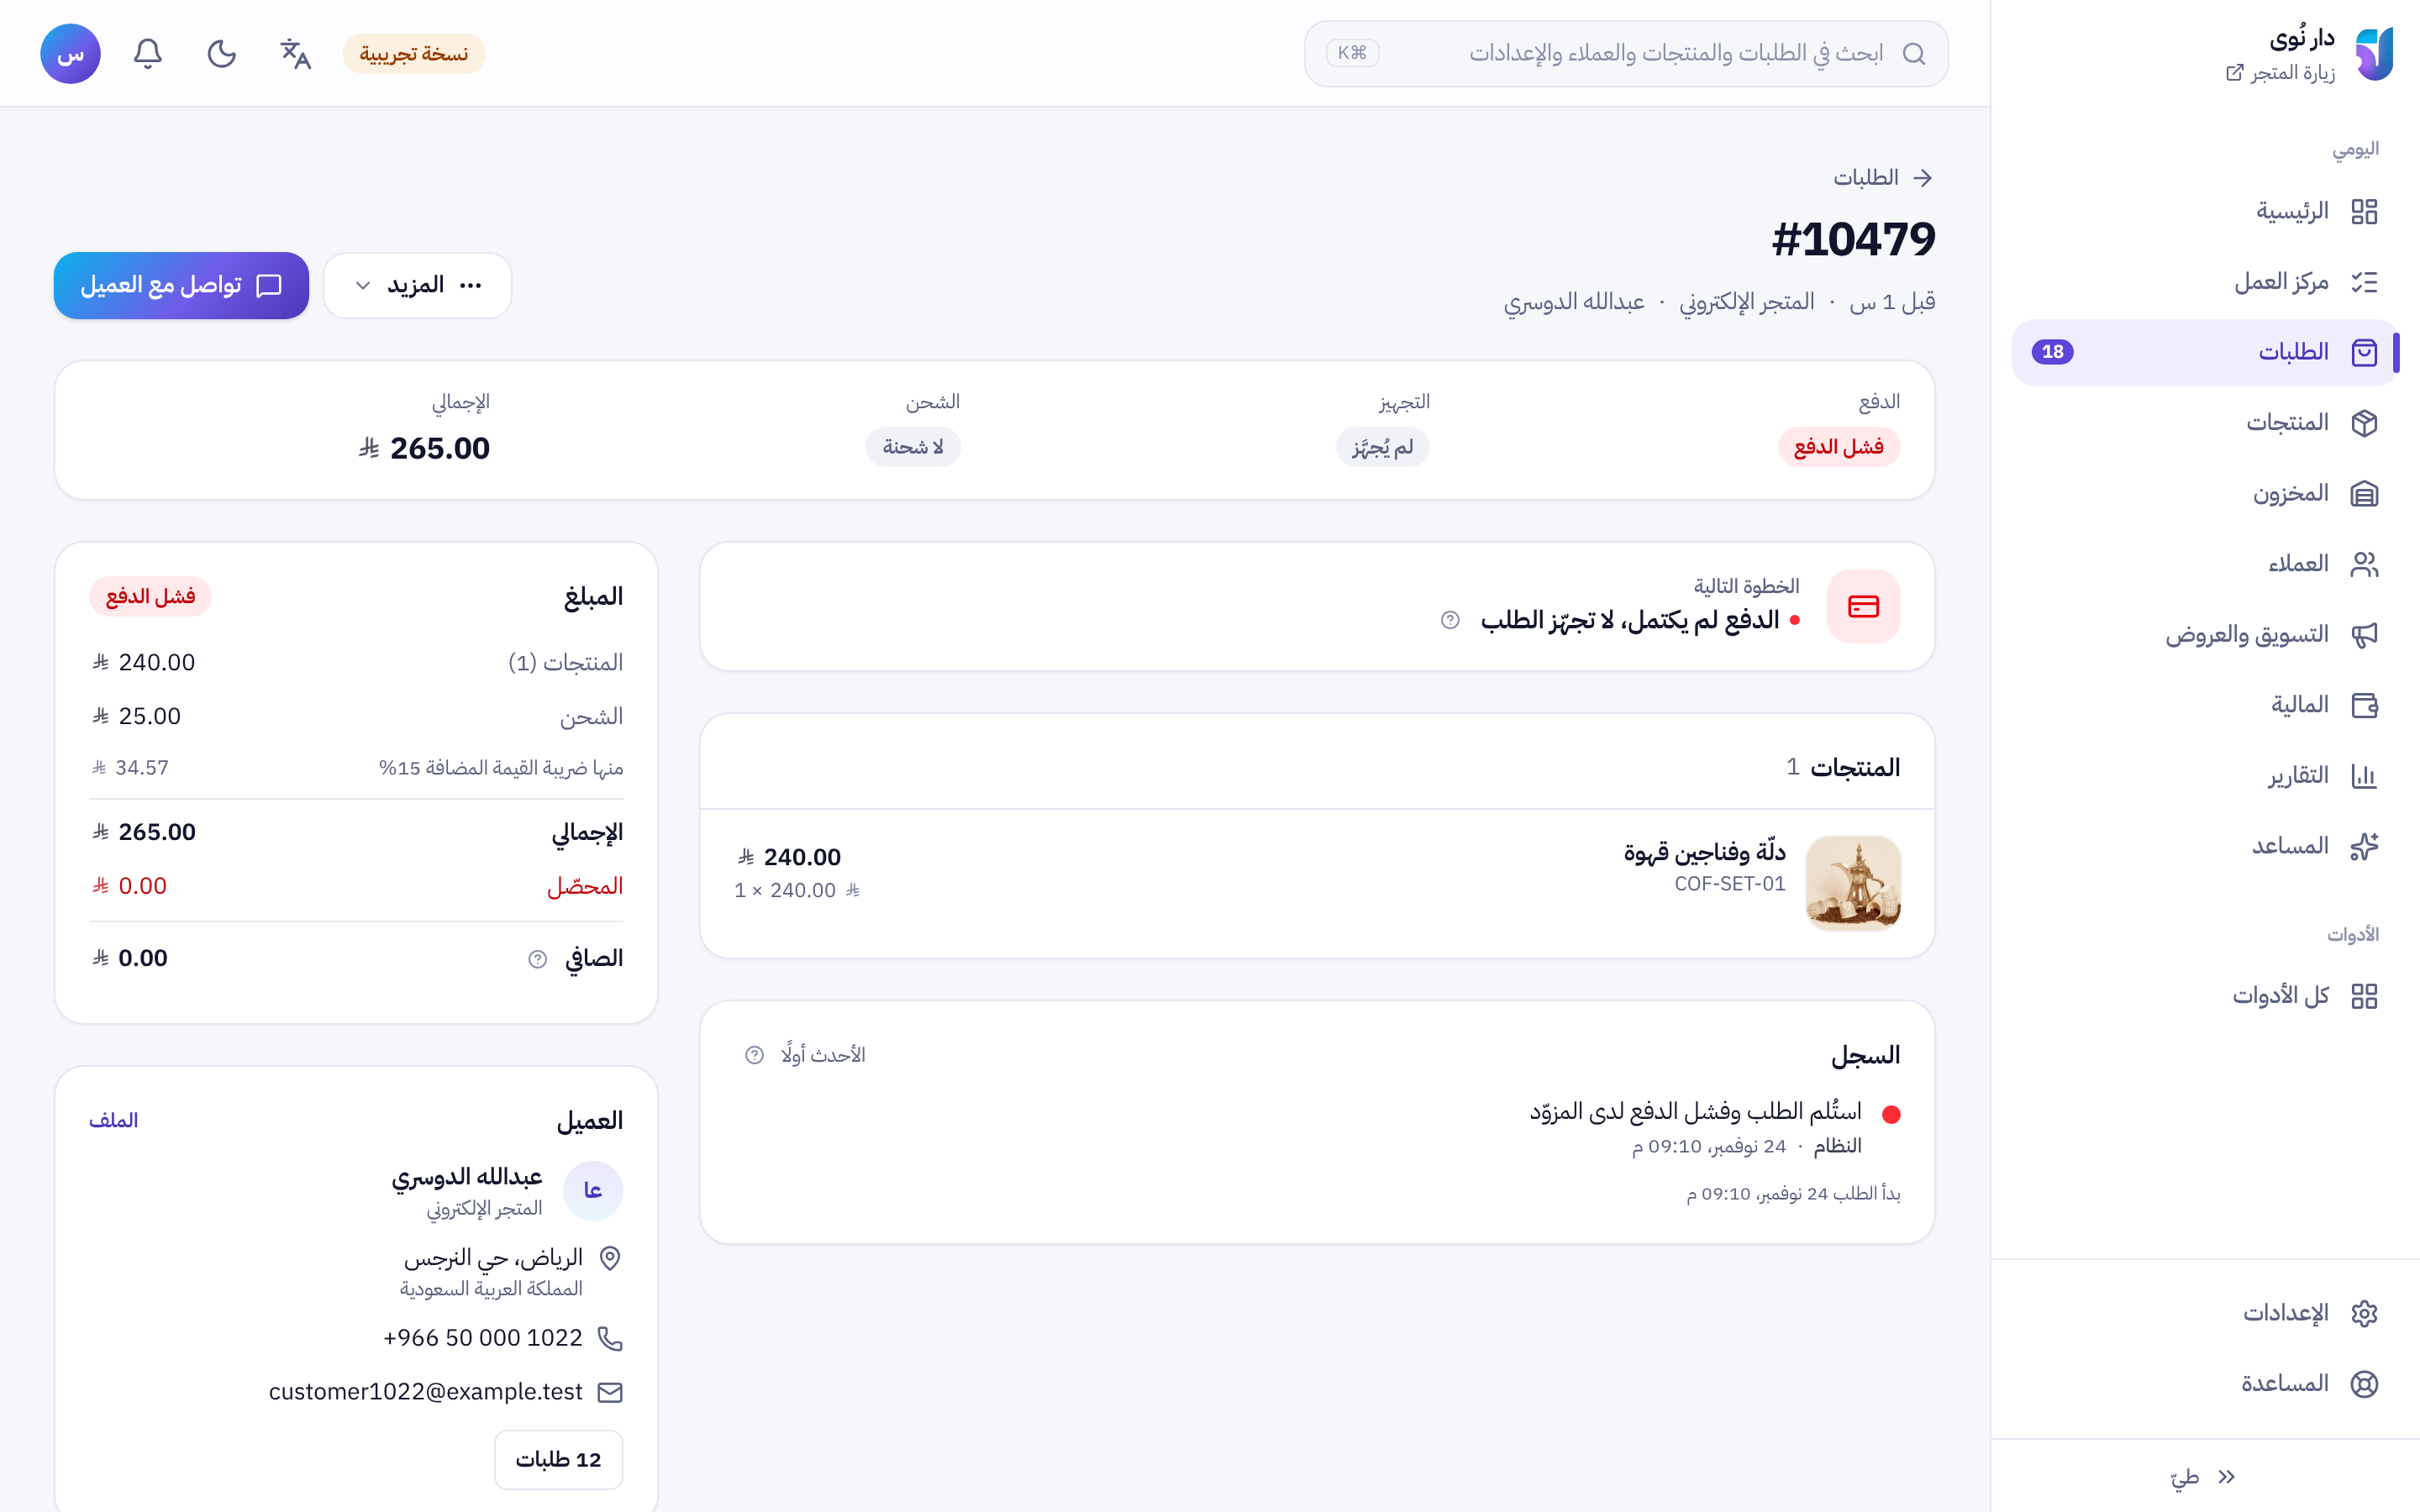 دار نُوى
زيارة المتجر
ابحث في الطلبات والمنتجات والعملاء والإعدادات
⌘K
نسخة تجريبية
س
اليومي
الرئيسية
مركز العمل
الطلبات
18
المنتجات
المخزون
العملاء
التسويق والعروض
المالية
التقارير
المساعد
الأدوات
كل الأدوات
الإعدادات
المساعدة
طيّ
الطلبات
#10479
قبل 1 س · المتجر الإلكتروني · عبدالله الدوسري
المزيد
تواصل مع العميل
الدفع
فشل الدفع
التجهيز
لم يُجهَّز
الشحن
لا شحنة
الإجمالي
265.00
الخطوة التالية
الدفع لم يكتمل، لا تجهّز الطلب
المنتجات 1
دلّة وفناجين قهوة
COF-SET-01
240.00
1 × 240.00
السجل
الأحدث أولًا
استُلم الطلب وفشل الدفع لدى المزوّد
النظام · 24 نوفمبر، 09:10 م
بدأ الطلب 24 نوفمبر، 09:10 م
المبلغ
فشل الدفع
المنتجات (1) 240.00
الشحن 25.00
منها ضريبة القيمة المضافة 15% 34.57
الإجمالي 265.00
المحصّل 0.00
الصافي 0.00
العميل
الملف
عا
عبدالله الدوسري
المتجر الإلكتروني
الرياض، حي النرجس
المملكة العربية السعودية
+966 50 000 1022
customer1022@example.test
12 طلبات